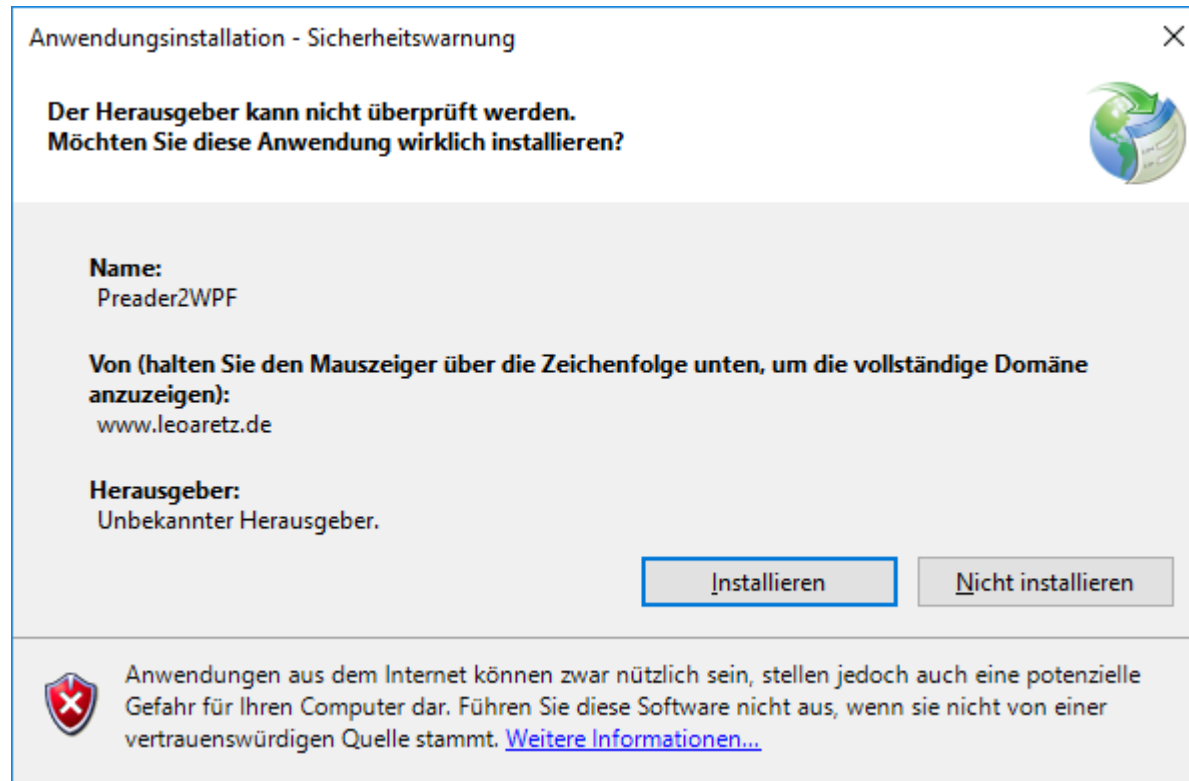 Anwendungsinstallation - Sicherheitswarnung
Der Herausgeber kann nicht überprüft werden.
Möchten Sie diese Anwendung wirklich installieren?
Name:
Preader2WPF
Von (halten Sie den Mauszeiger über die Zeichenfolge unten, um die vollständige Domäne
anzuzeigen):
www.leoaretz.de
Herausgeber:
Unbekannter Herausgeber.
Installieren
Nicht installieren
Anwendungen aus dem Internet können zwar nützlich sein, stellen jedoch auch eine potenzielle
Gefahr für Ihren Computer dar. Führen Sie diese Software nicht aus, wenn sie nicht von einer
vertrauenswürdigen Quelle stammt. Weitere Informationen...